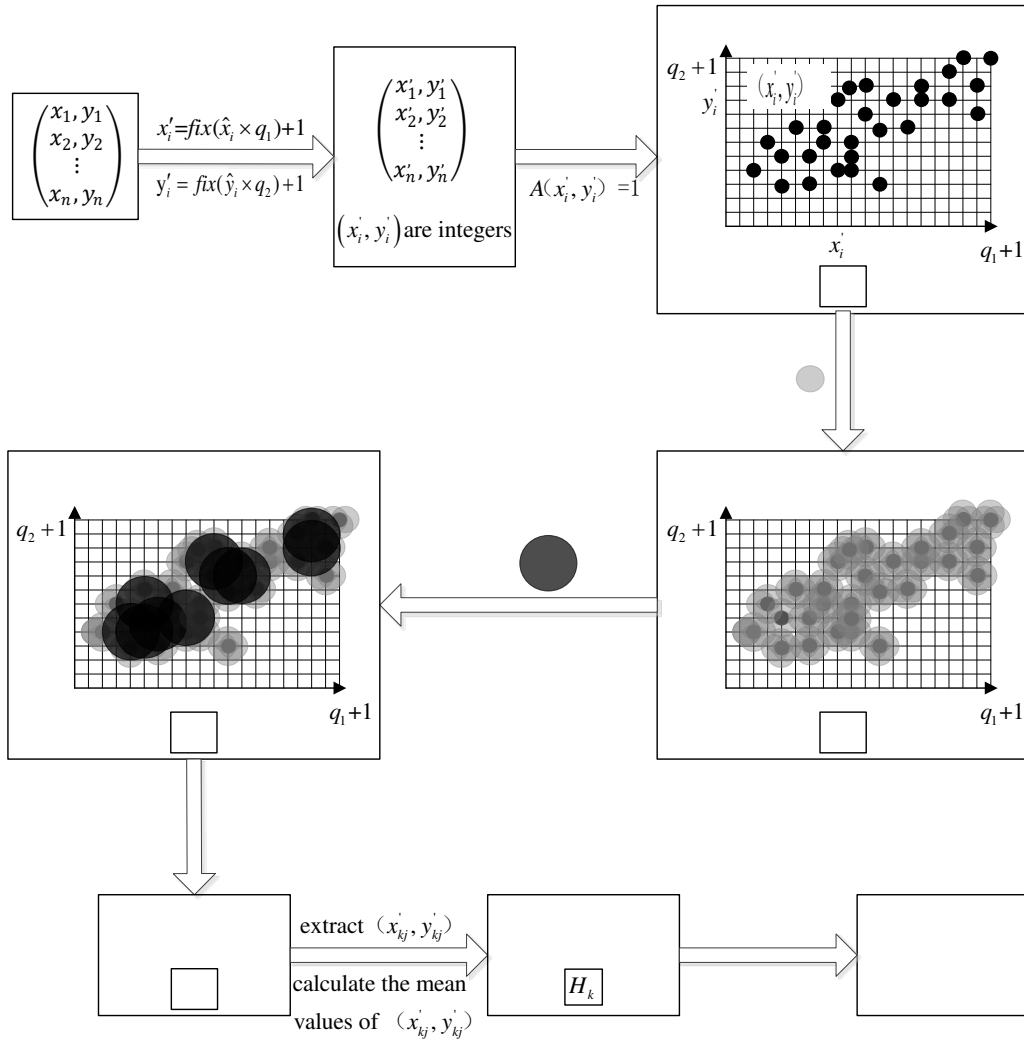 x₁, y₁
x₂, y₂
⋮
xₙ, yₙ
x′ᵢ=fix(x̂ᵢ × q₁)+1
y′ᵢ = fix(ŷᵢ × q₂)+1
x′₁, y′₁
x′₂, y′₂
⋮
x′ₙ, y′ₙ
(x′ᵢ, y′ᵢ) are integers
A(x′ᵢ, y′ᵢ) =1
q₂+1
y′ᵢ
(x′ᵢ, y′ᵢ)
x′ᵢ
q₁+1
q₂+1
q₁+1
q₂+1
q₁+1
extract (x′ₖⱼ, y′ₖⱼ)
calculate the mean
values of (x′ₖⱼ, y′ₖⱼ)
Hₖ